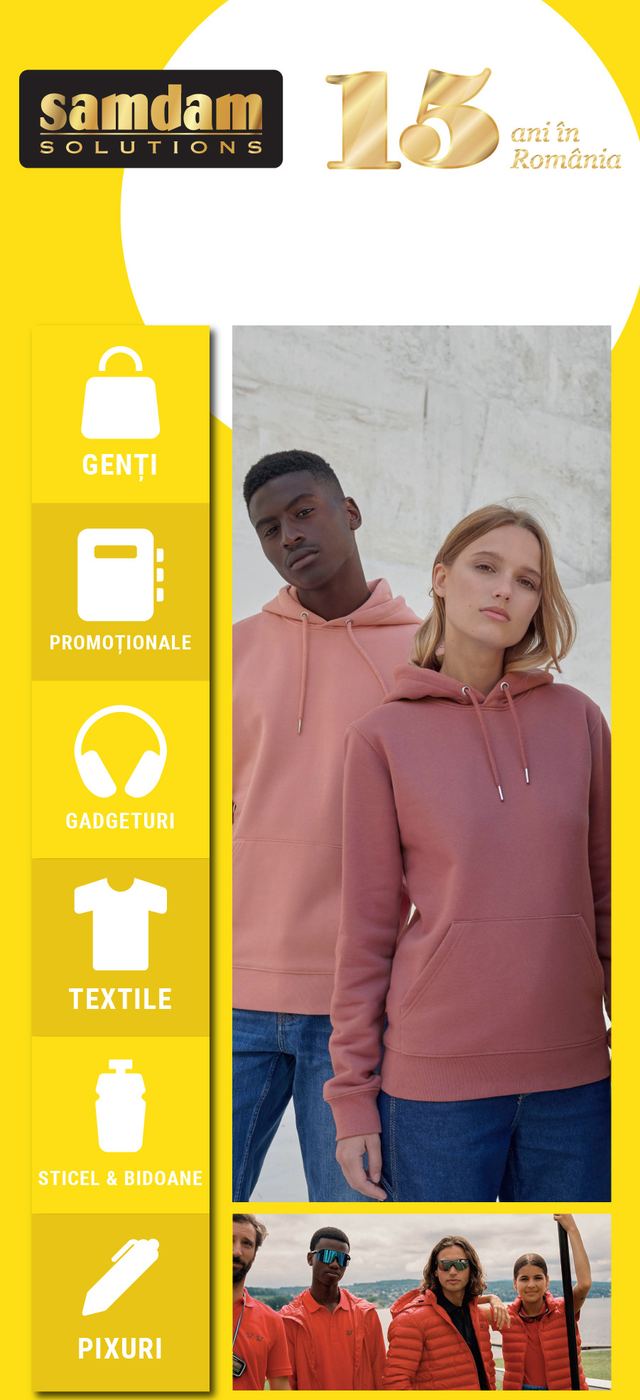 samdam
SOLUTIONS
15 ani în
România
GENȚI
PROMOȚIONALE
GADGETURI
TEXTILE
STICEL & BIDOANE
PIXURI